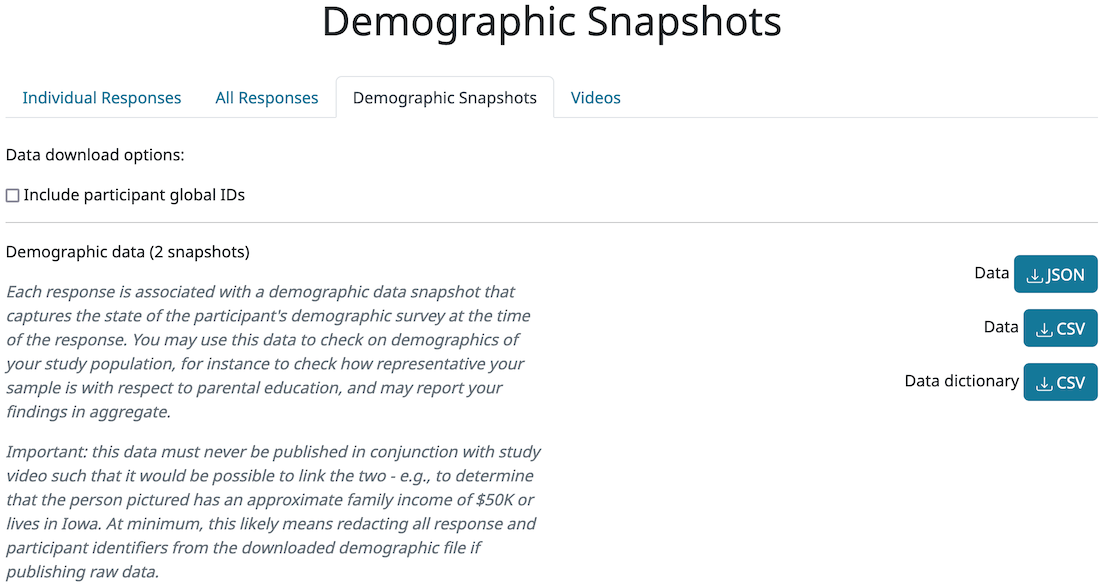 Demographic Snapshots
Individual Responses All Responses Demographic Snapshots Videos
Data download options:
Include participant global IDs
Demographic data (2 snapshots)
Each response is associated with a demographic data snapshot that
captures the state of the participant's demographic survey at the time
of the response. You may use this data to check on demographics of
your study population, for instance to check how representative your
sample is with respect to parental education, and may report your
findings in aggregate.
Important: this data must never be published in conjunction with study
video such that it would be possible to link the two - e.g., to determine
that the person pictured has an approximate family income of $50K or
lives in Iowa. At minimum, this likely means redacting all response and
participant identifiers from the downloaded demographic file if
publishing raw data.
Data JSON
Data CSV
Data dictionary CSV